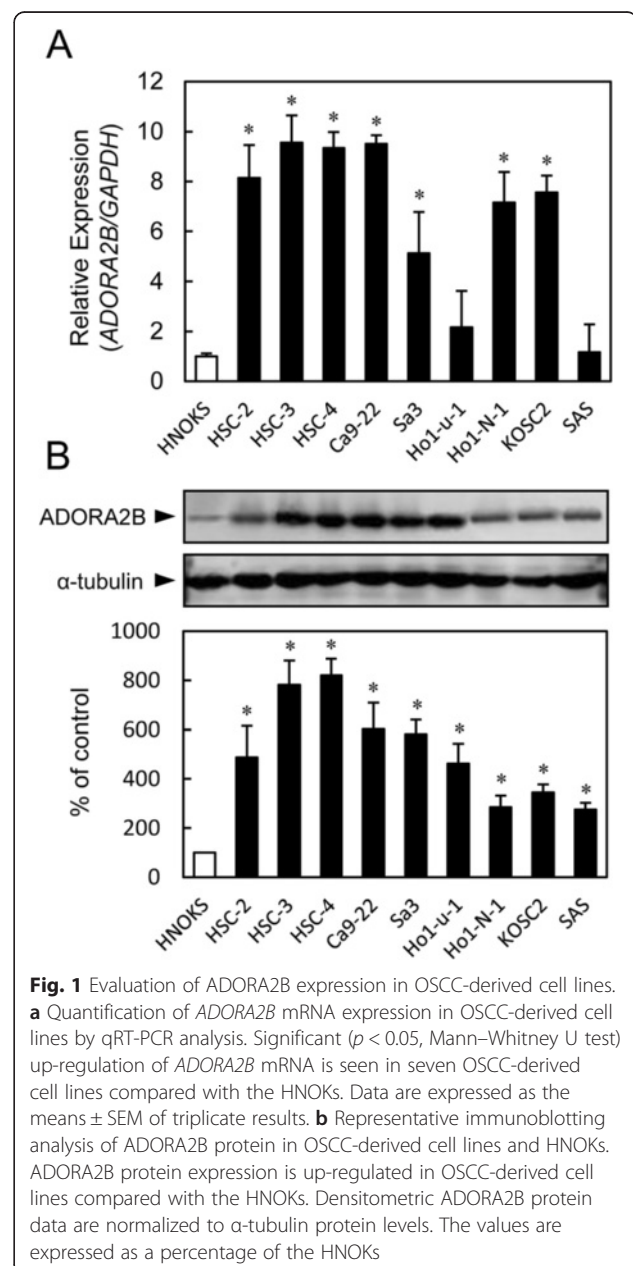 A
Relative Expression
(ADORA2B/GAPDH)
12
10
8
6
4
2
0
* * * * * * *
HNOKS HSC-2 HSC-3 HSC-4 Ca9-22 Sa3 Ho1-u-1 Ho1-N-1 KOSC2 SAS
B
ADORA2B
α-tubulin
% of control
1000
800
600
400
200
0
* * * * * * * * *
HNOKS HSC-2 HSC-3 HSC-4 Ca9-22 Sa3 Ho1-u-1 Ho1-N-1 KOSC2 SAS
Fig. 1 Evaluation of ADORA2B expression in OSCC-derived cell lines.
a Quantification of ADORA2B mRNA expression in OSCC-derived cell
lines by qRT-PCR analysis. Significant (p < 0.05, Mann–Whitney U test)
up-regulation of ADORA2B mRNA is seen in seven OSCC-derived
cell lines compared with the HNOKs. Data are expressed as the
means ± SEM of triplicate results. b Representative immunoblotting
analysis of ADORA2B protein in OSCC-derived cell lines and HNOKs.
ADORA2B protein expression is up-regulated in OSCC-derived cell
lines compared with the HNOKs. Densitometric ADORA2B protein
data are normalized to α-tubulin protein levels. The values are
expressed as a percentage of the HNOKs